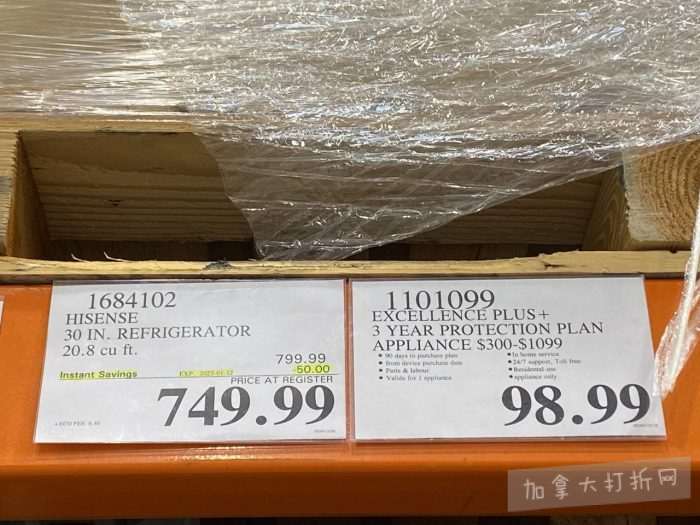 1684102
HISENSE
30 IN. REFRIGERATOR
20.8 cu ft.
799.99
Instant Savings
-50.00
PRICE AT REGISTER
749.99
1101099
EXCELLENCE PLUS+
3 YEAR PROTECTION PLAN
APPLIANCE $300-$1099
• 90 days to purchase plan
from device purchase date
• Parts & labour
• Valids for 1 appliance
• In home service
• 24/7 support, Toll free
• Residential use
• appliance only
98.99
加拿大打折网